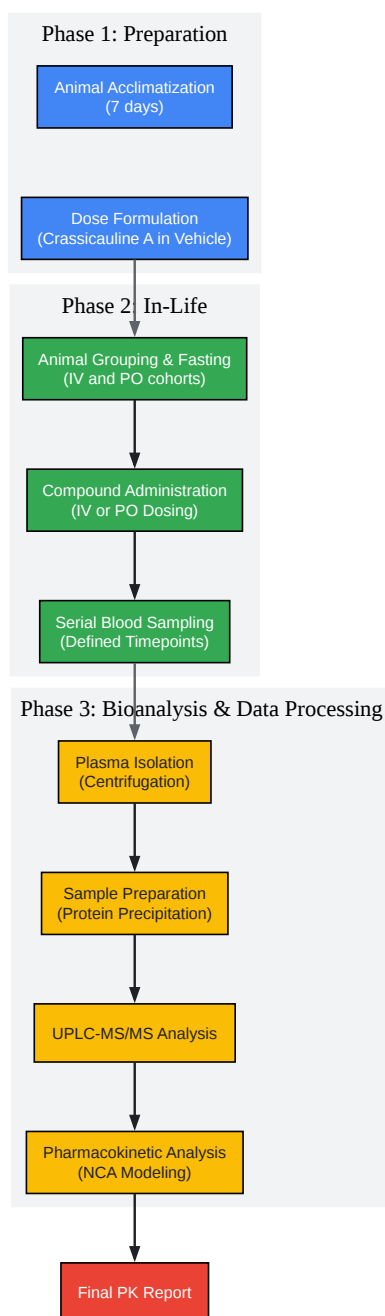 Phase 1: Preparation
Animal Acclimatization
(7 days)
Dose Formulation
(Crassicauline A in Vehicle)
Phase 2: In-Life
Animal Grouping & Fasting
(IV and PO cohorts)
Compound Administration
(IV or PO Dosing)
Serial Blood Sampling
(Defined Timepoints)
Phase 3: Bioanalysis & Data Processing
Plasma Isolation
(Centrifugation)
Sample Preparation
(Protein Precipitation)
UPLC-MS/MS Analysis
Pharmacokinetic Analysis
(NCA Modeling)
Final PK Report